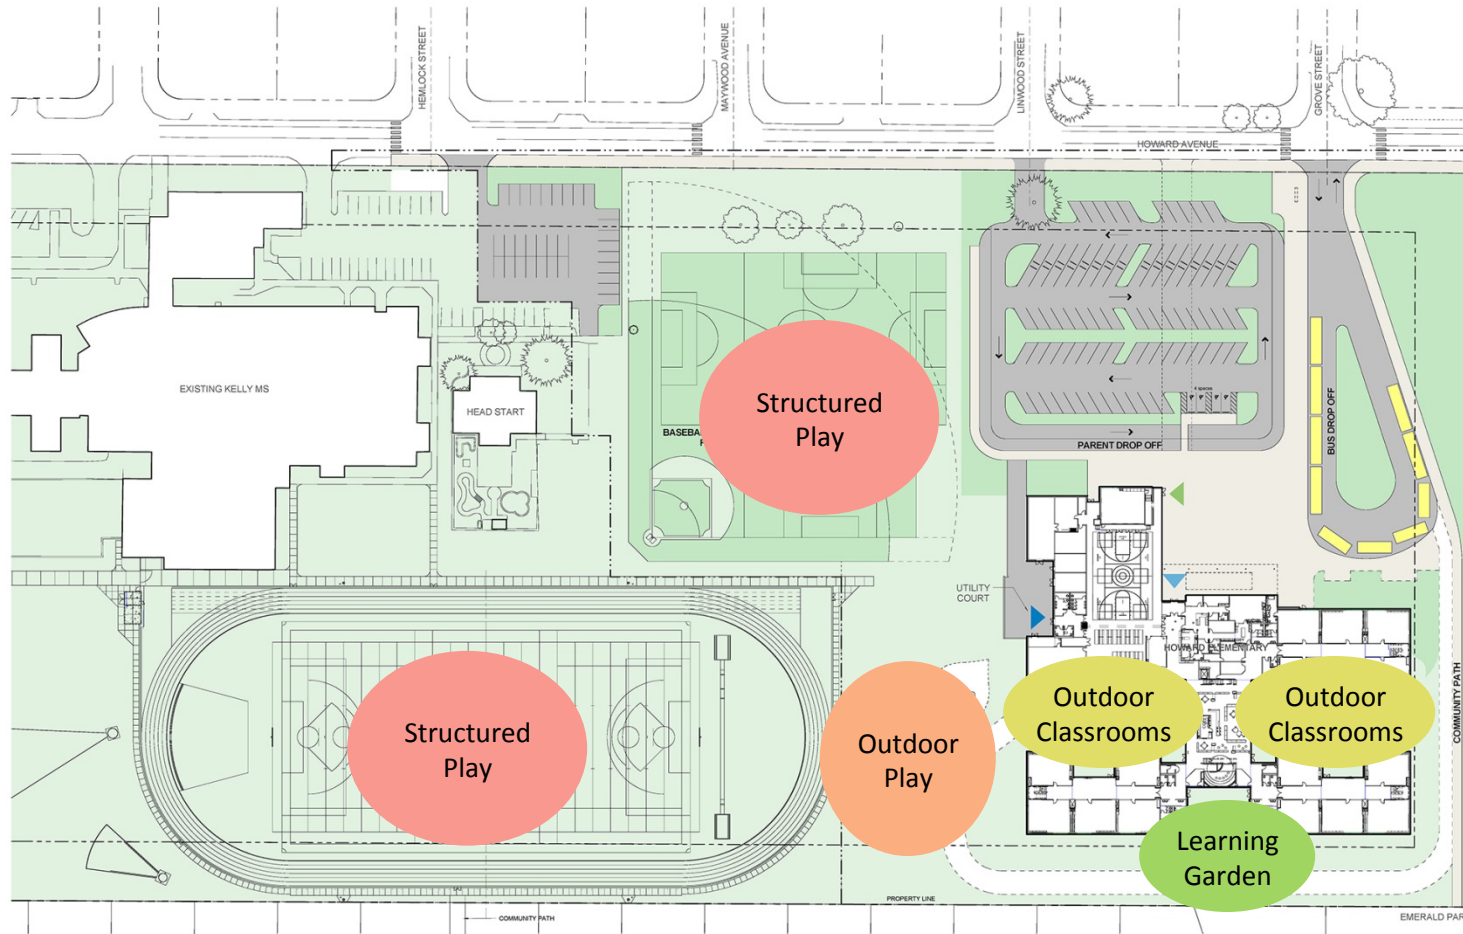 HEMLOCK STREET
MAYWOOD AVENUE
LINWOOD STREET
GROVE STREET
HOWARD AVENUE
EXISTING KELLY MS
HEAD START
Structured
Play
4 spaces
PARENT DROP OFF
BUS DROP OFF
UTILITY
COURT
HOWARD ELEMENTARY
Structured
Play
Outdoor
Play
Outdoor
Classrooms
Outdoor
Classrooms
COMMUNITY PATH
Learning
Garden
PROPERTY LINE
COMMUNITY PATH
EMERALD PAR